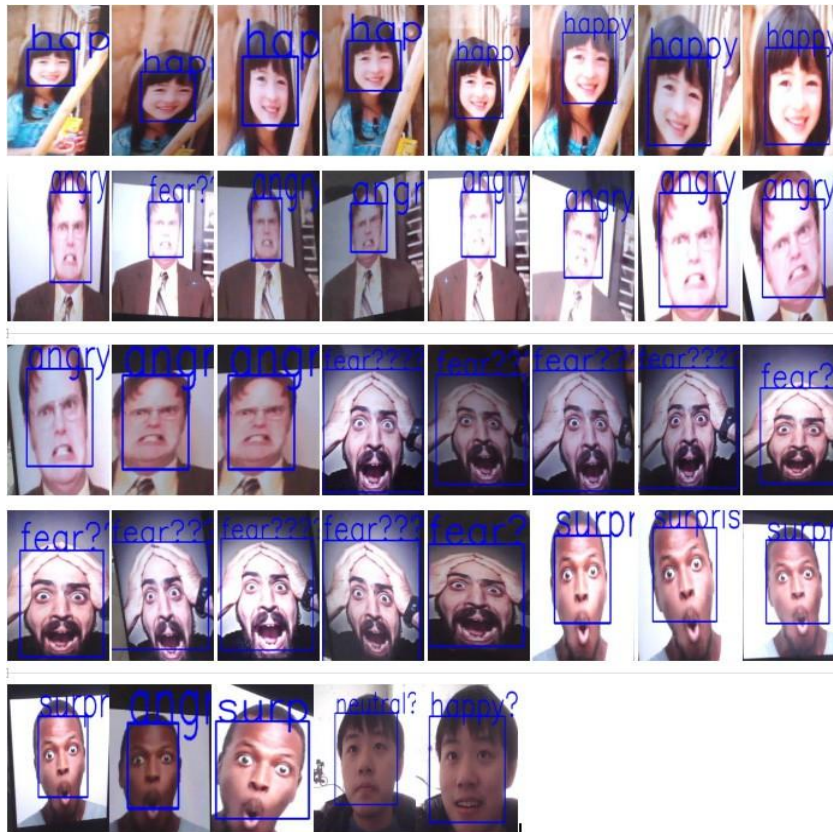 hap hap hap hap happy happy happy happy
angry fear?? angry angr angry angry angry angry
angry angr angr fear???? fear??? fear???? fear???? fear?
fear?? fear??? fear???? fear??? fear? surpr surpris surpr
surpr angr surp neutral? happy?